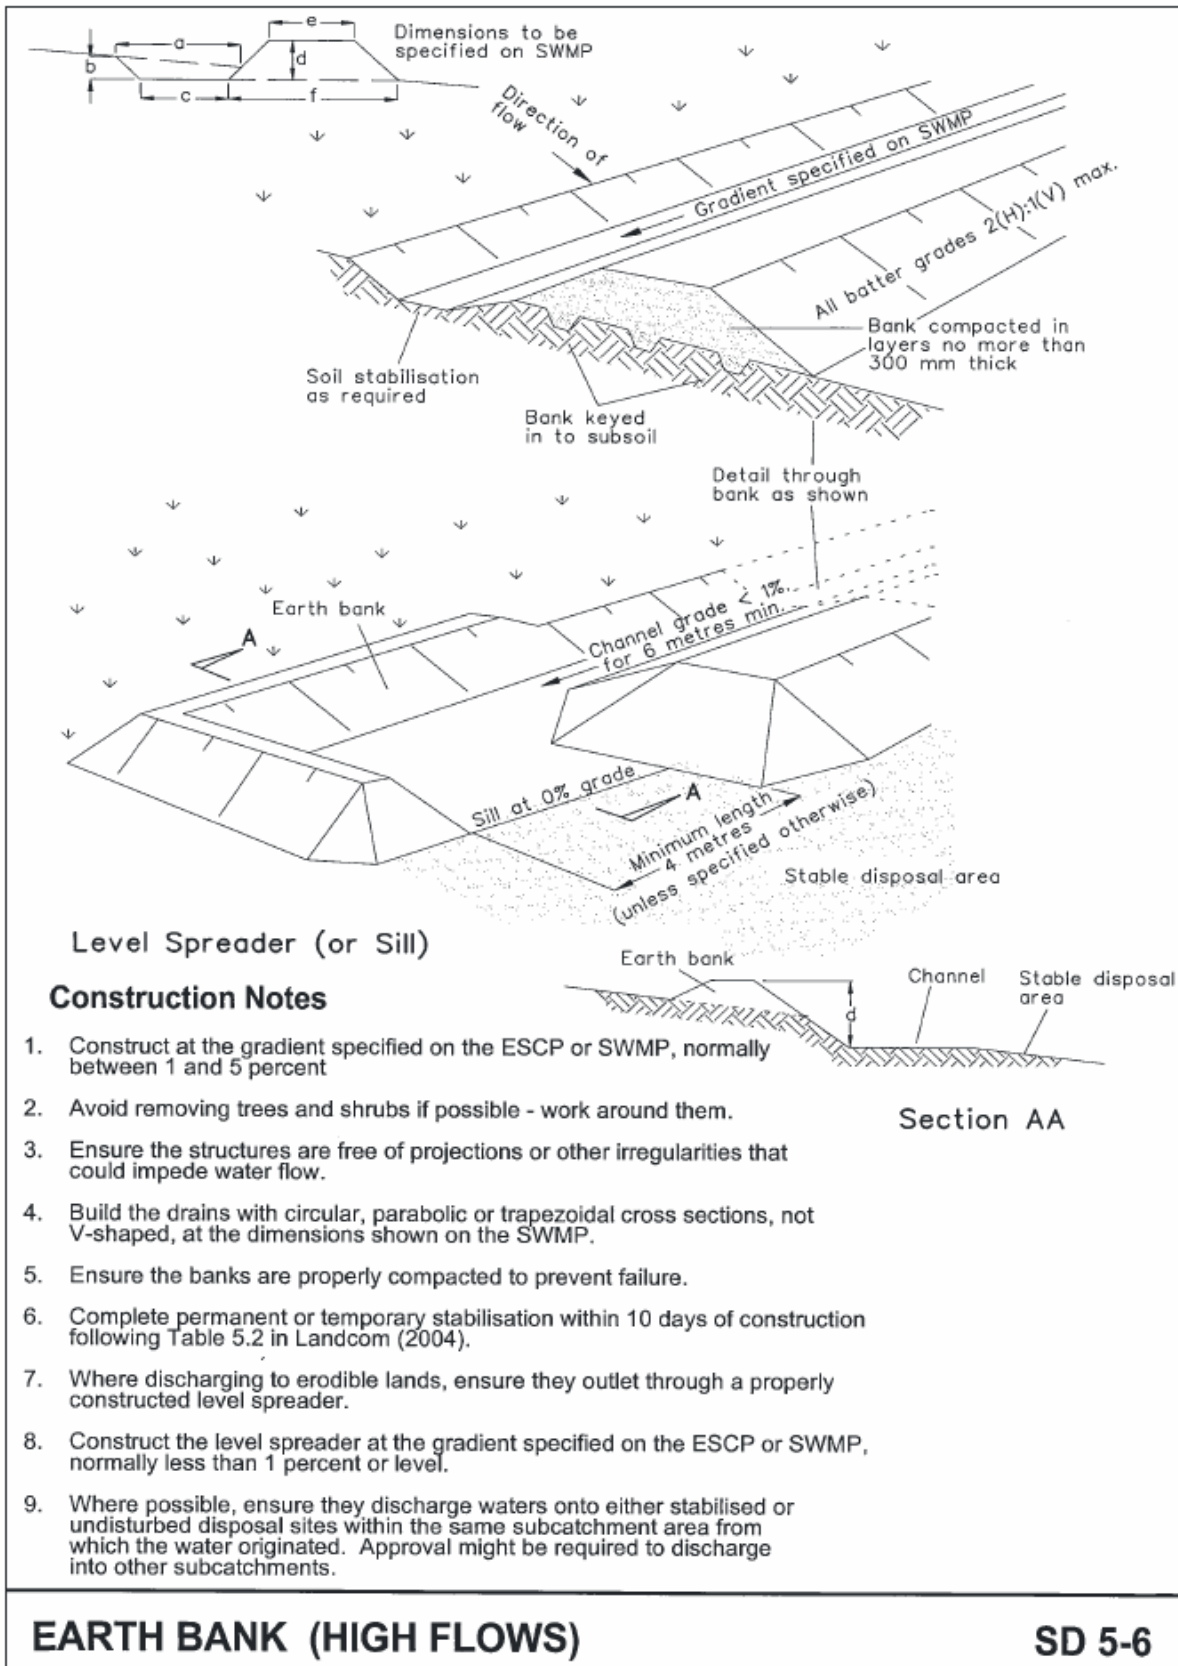 e
Dimensions to be
specified on SWMP
a
b
d
c
f
Direction of
flow
Gradient specified on SWMP
All batter grades 2(H):1(V) max.
Bank compacted in
layers no more than
300 mm thick
Soil stabilisation
as required
Bank keyed
in to subsoil
Detail through
bank as shown
Earth bank
Channel grade < 1%
for 6 metres min.
A
Sill at 0% grade
A
Minimum length
4 metres
(unless specified otherwise)
Stable disposal area
Level Spreader (or Sill)
Earth bank
Channel
Stable disposal
area
d
Section AA
Construction Notes
1. Construct at the gradient specified on the ESCP or SWMP, normally
between 1 and 5 percent
2. Avoid removing trees and shrubs if possible - work around them.
3. Ensure the structures are free of projections or other irregularities that
could impede water flow.
4. Build the drains with circular, parabolic or trapezoidal cross sections, not
V-shaped, at the dimensions shown on the SWMP.
5. Ensure the banks are properly compacted to prevent failure.
6. Complete permanent or temporary stabilisation within 10 days of construction
following Table 5.2 in Landcom (2004).
7. Where discharging to erodible lands, ensure they outlet through a properly
constructed level spreader.
8. Construct the level spreader at the gradient specified on the ESCP or SWMP,
normally less than 1 percent or level.
9. Where possible, ensure they discharge waters onto either stabilised or
undisturbed disposal sites within the same subcatchment area from
which the water originated. Approval might be required to discharge
into other subcatchments.
EARTH BANK (HIGH FLOWS)
SD 5-6